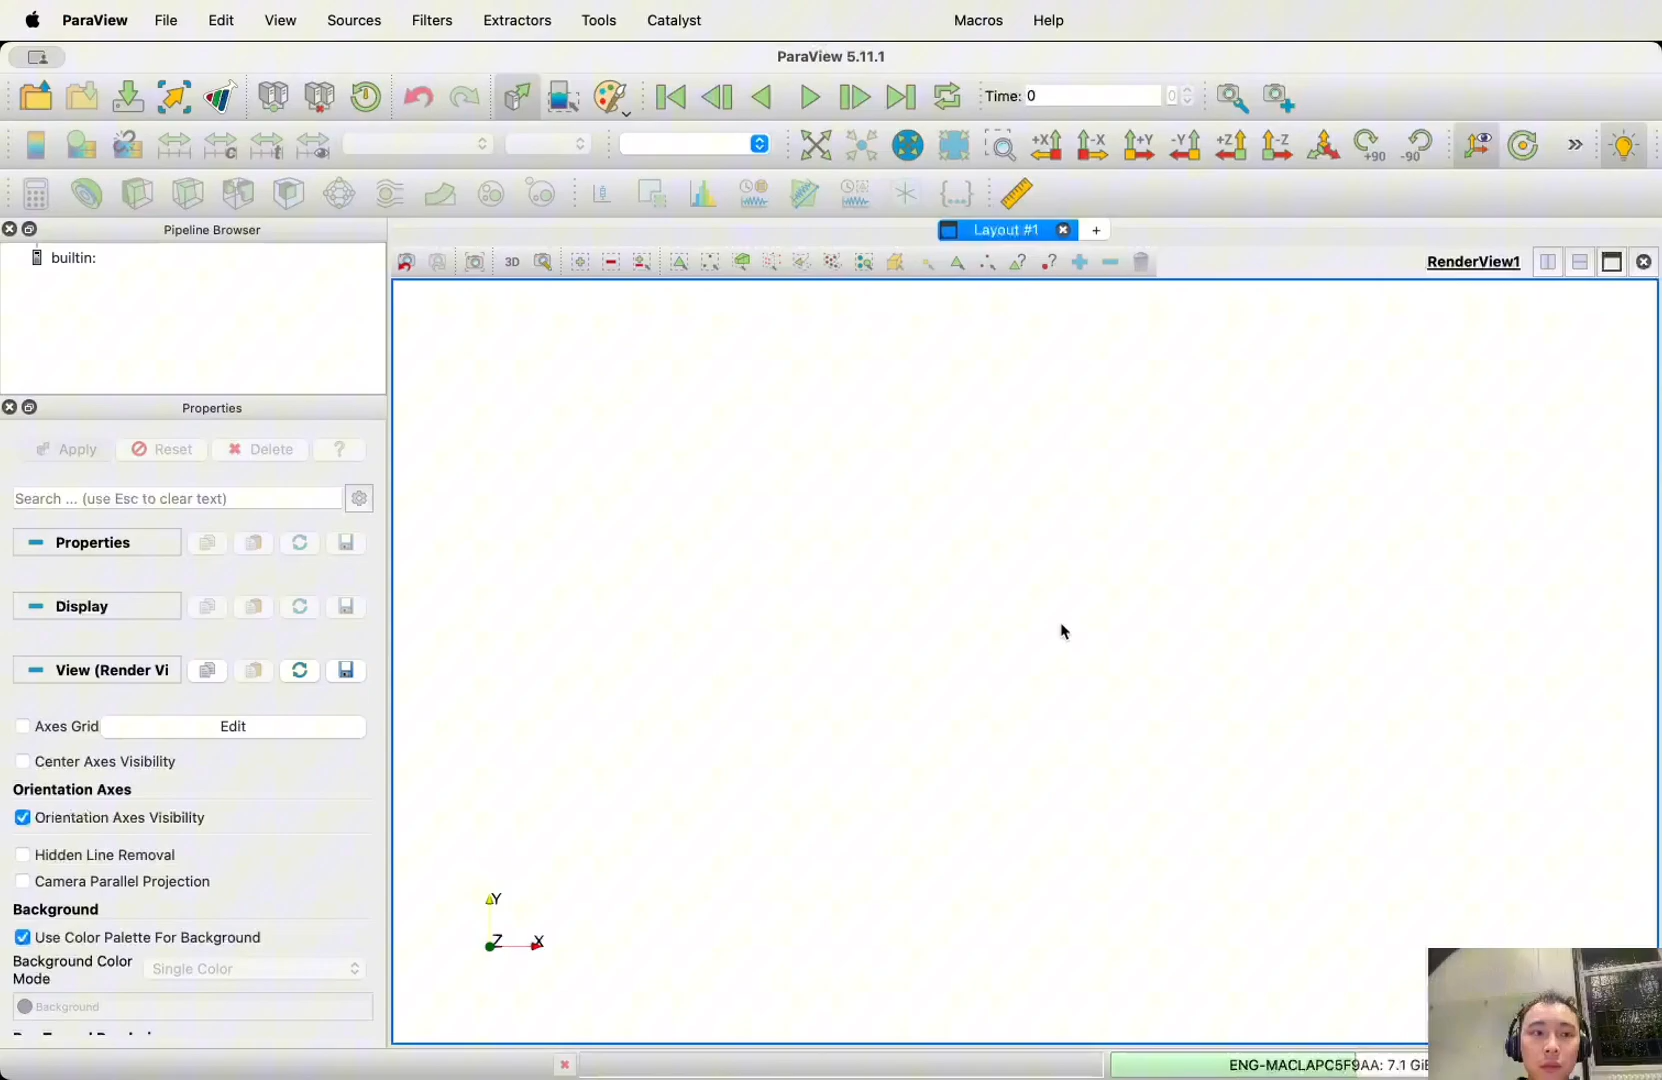 ParaView File Edit View Sources Filters Extractors Tools Catalyst Macros Help
ParaView 5.11.1
Time: 0 0
+X -X +Y -Y +Z -Z +90 -90 »
Pipeline Browser
Layout #1 +
builtin:
3D
RenderView1
Properties
Apply Reset Delete ?
Search ... (use Esc to clear text)
Properties
Display
View (Render Vi
Axes Grid Edit
Center Axes Visibility
Orientation Axes
Orientation Axes Visibility
Hidden Line Removal
Camera Parallel Projection
Background
Use Color Palette For Background
Background Color
Mode
Single Color
Background
Y
Z X
ENG-MACLAPC5F9AA: 7.1 GiB